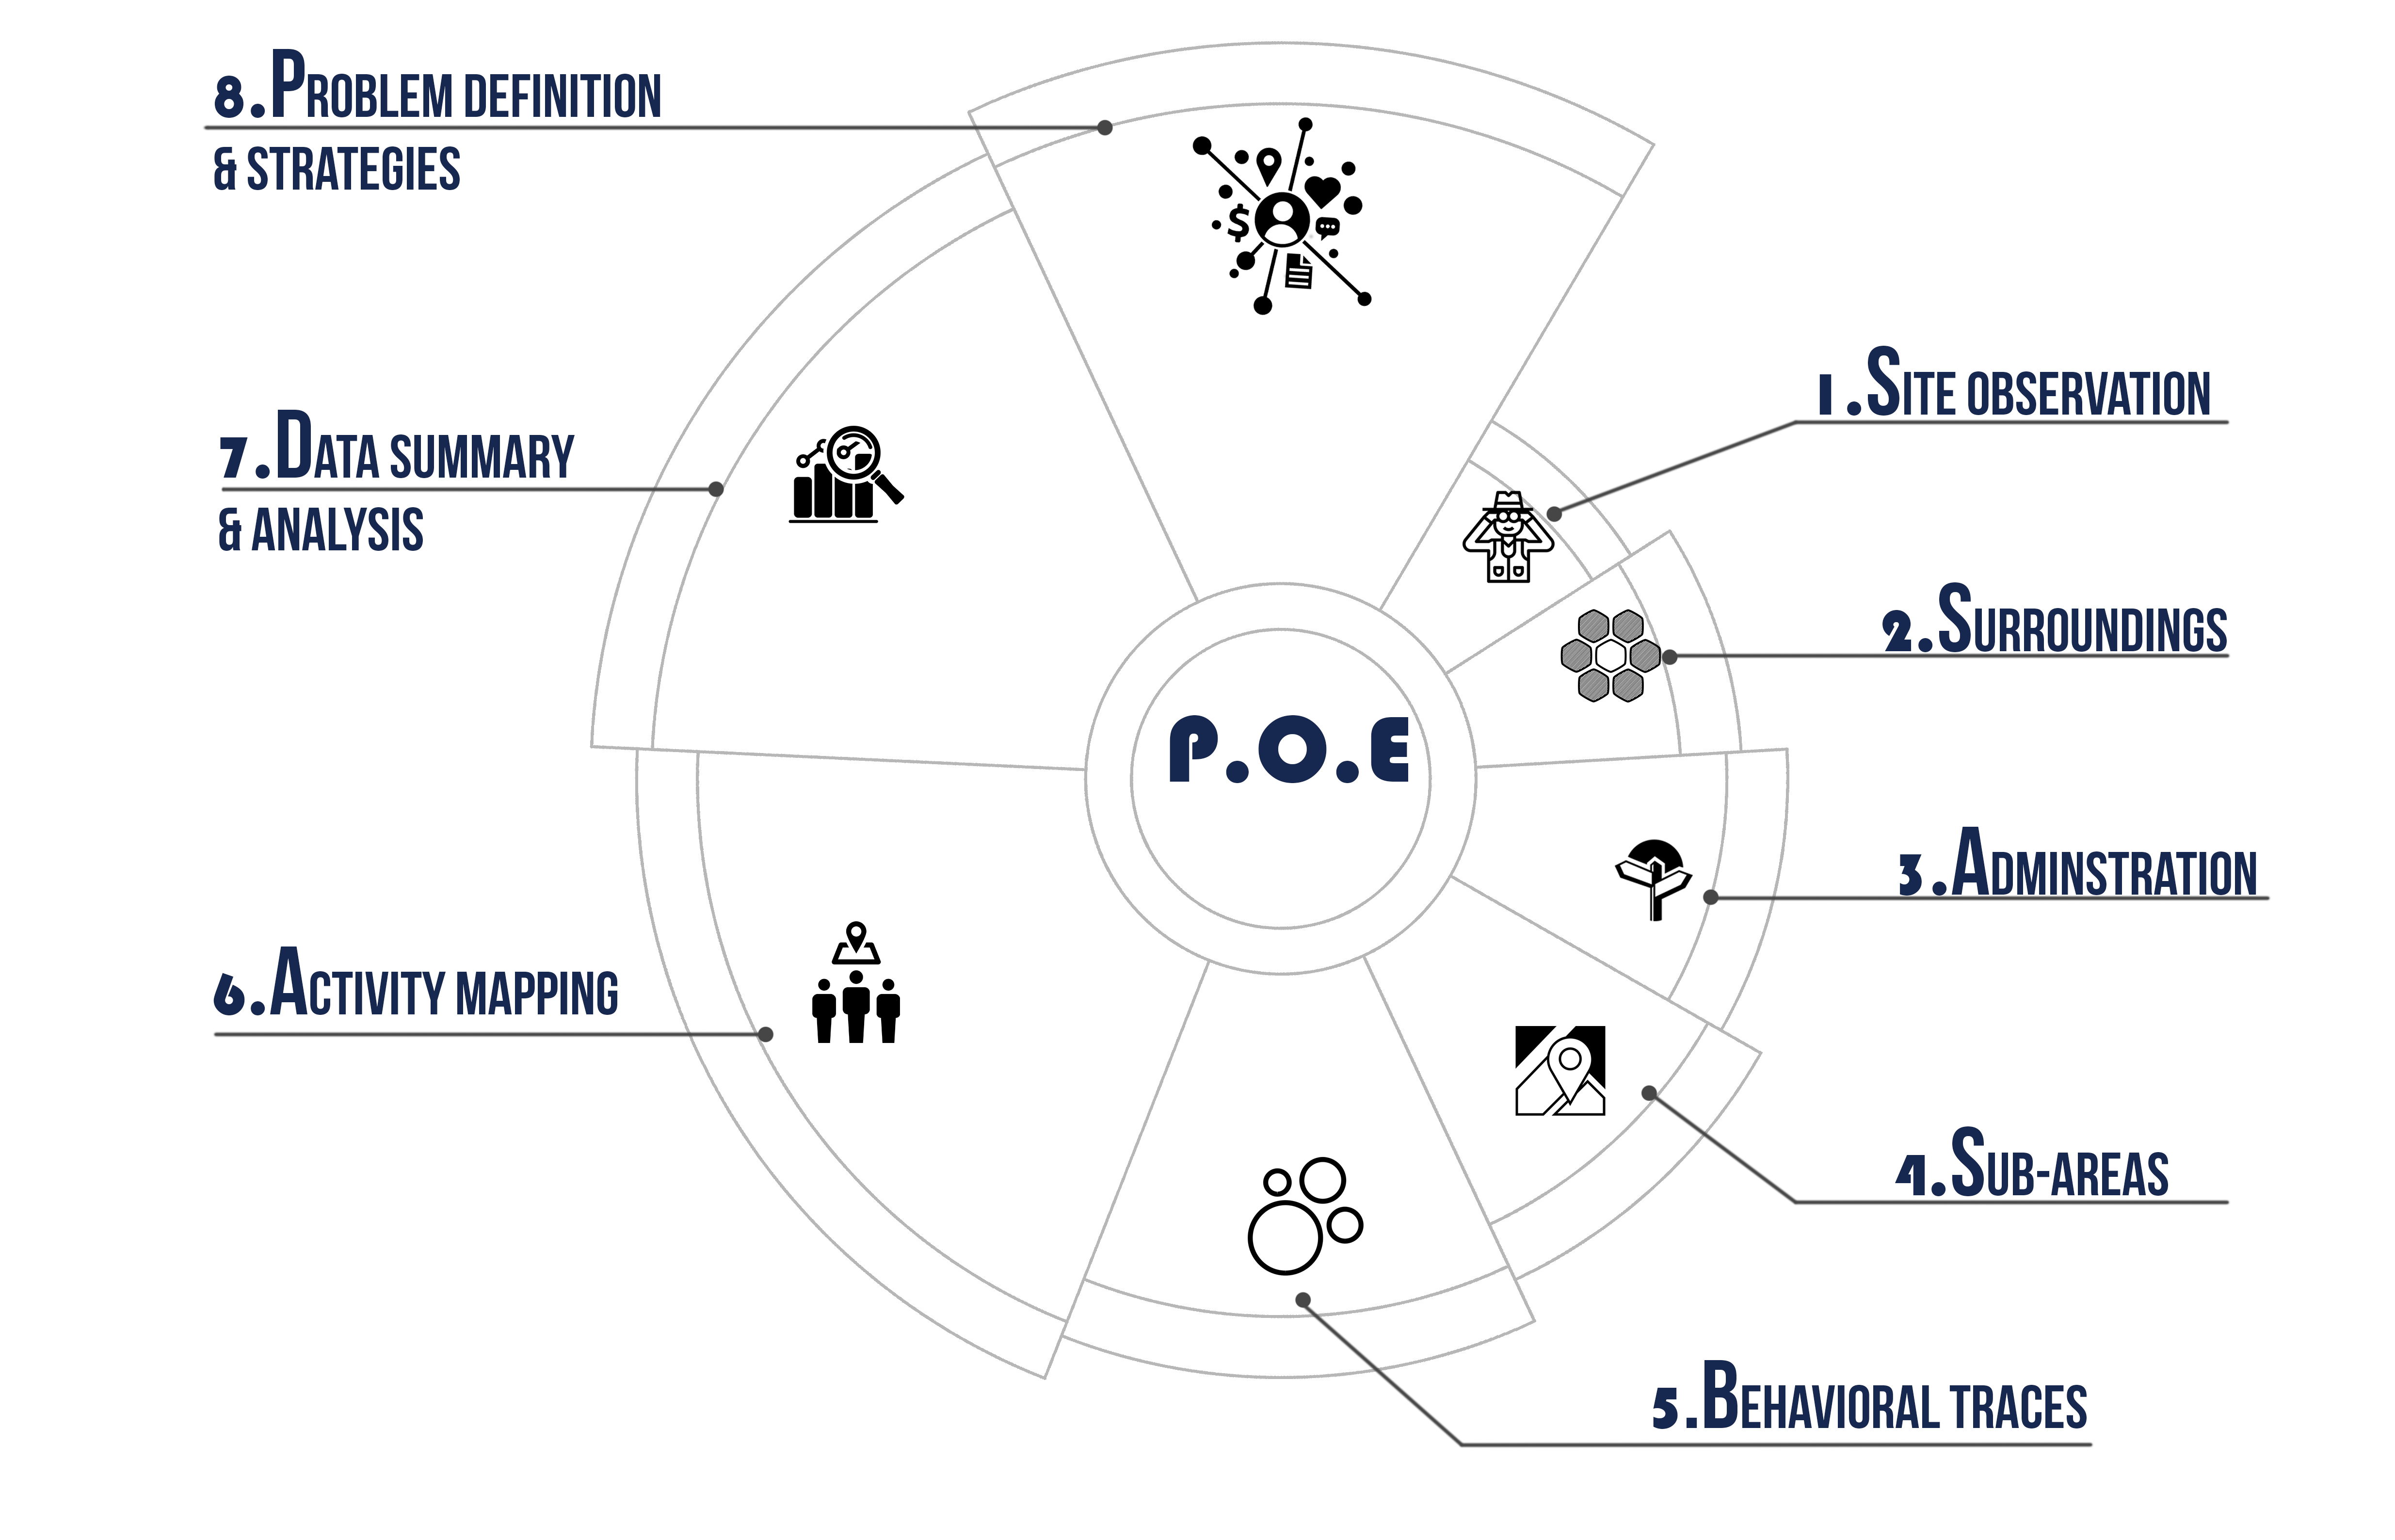 P.O.E
1.Site observation
2.Surroundings
3.Adminstration
4.Sub-areas
5.Behavioral traces
6.Activity mapping
7.Data summary
& analysis
8.Problem definition
& strategies